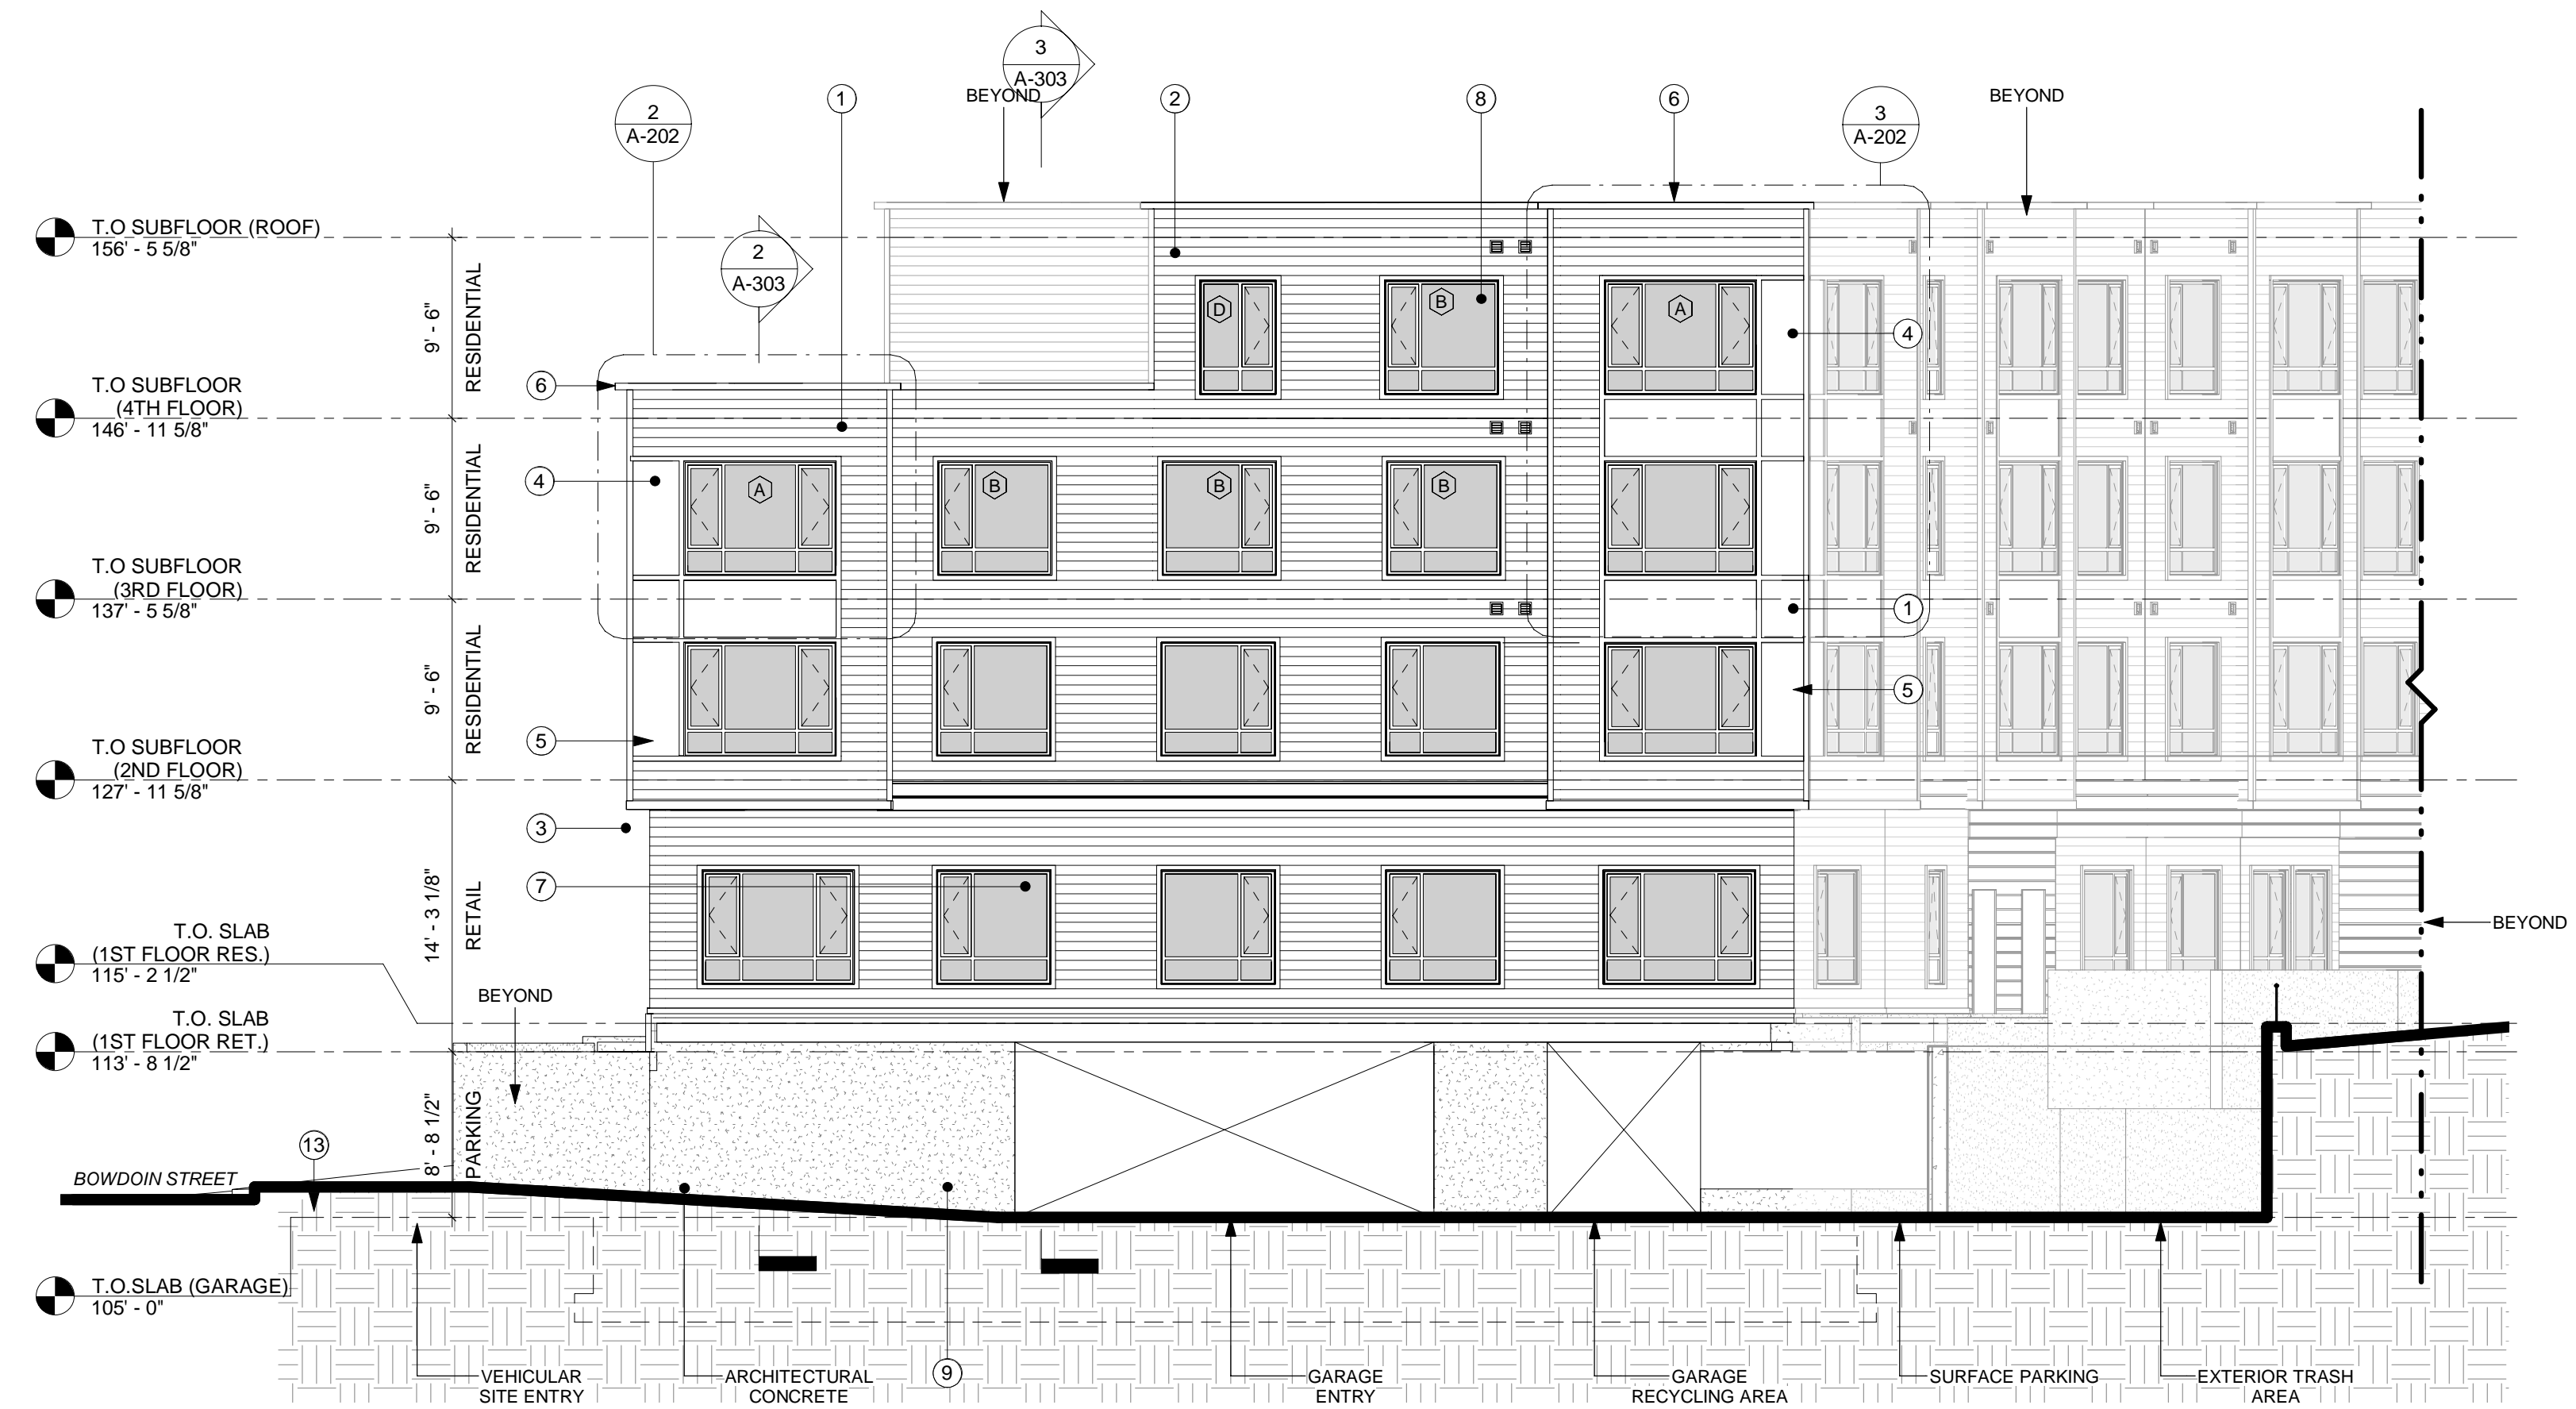 3
A-303
BEYOND
2
A-202
1
2
8
6
3
A-202
BEYOND
T.O SUBFLOOR (ROOF)
156' - 5 5/8"
2
A-303
9' - 6"
RESIDENTIAL
D
B
A
4
6
T.O SUBFLOOR
(4TH FLOOR)
146' - 11 5/8"
9' - 6"
RESIDENTIAL
4
A
B
B
B
T.O SUBFLOOR
(3RD FLOOR)
137' - 5 5/8"
1
9' - 6"
RESIDENTIAL
5
5
T.O SUBFLOOR
(2ND FLOOR)
127' - 11 5/8"
3
7
14' - 3 1/8"
RETAIL
BEYOND
T.O. SLAB
(1ST FLOOR RES.)
115' - 2 1/2"
BEYOND
T.O. SLAB
(1ST FLOOR RET.)
113' - 8 1/2"
8' - 8 1/2"
PARKING
13
BOWDOIN STREET
T.O.SLAB (GARAGE)
105' - 0"
VEHICULAR
SITE ENTRY
ARCHITECTURAL
CONCRETE
9
GARAGE
ENTRY
GARAGE
RECYCLING AREA
SURFACE PARKING
EXTERIOR TRASH
AREA